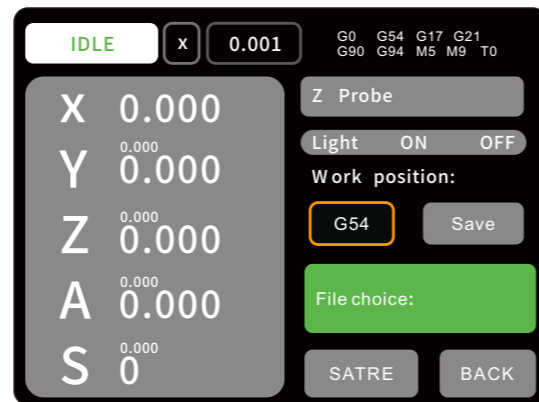 IDLE x 0.001
G0 G54 G17 G21
G90 G94 M5 M9 T0
X 0.000
0.000
Y 0.000
0.000
Z 0.000
0.000
A 0.000
0.000
S 0
Z Probe
Light ON OFF
Work position:
G54 Save
File choice:
SATRE BACK